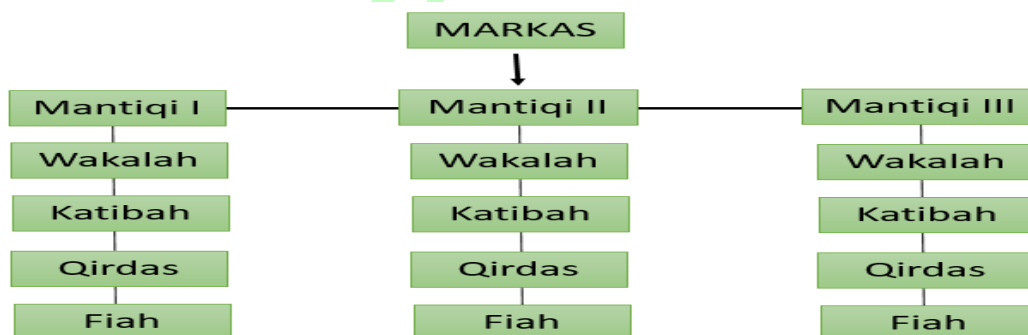 MARKAS
Mantiqi I
Mantiqi II
Mantiqi III
Wakalah
Wakalah
Wakalah
Katibah
Katibah
Katibah
Qirdas
Qirdas
Qirdas
Fiah
Fiah
Fiah